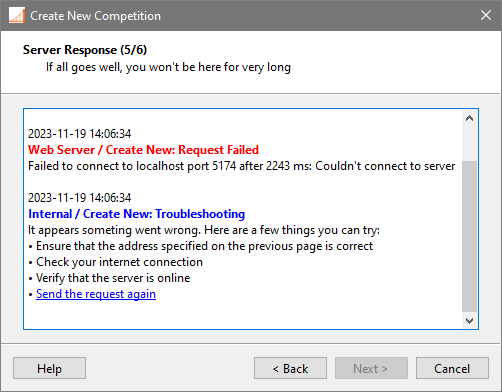 Create New Competition
Server Response (5/6)
If all goes well, you won't be here for very long
2023-11-19 14:06:34
Web Server / Create New: Request Failed
Failed to connect to localhost port 5174 after 2243 ms: Couldn't connect to server
2023-11-19 14:06:34
Internal / Create New: Troubleshooting
It appears someting went wrong. Here are a few things you can try:
• Ensure that the address specified on the previous page is correct
• Check your internet connection
• Verify that the server is online
• Send the request again
Help < Back Next > Cancel